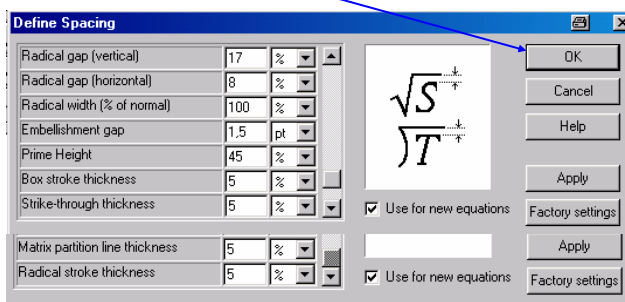 Define Spacing
Radical gap (vertical) 17 %
OK
Radical gap (horizontal) 8 %
Radical width (% of normal) 100 %
Cancel
Embellishment gap 1,5 pt
Help
Prime Height 45 %
Box stroke thickness 5 %
Apply
Strike-through thickness 5 %
Use for new equations
Factory settings
√S
)T
Matrix partition line thickness 5 %
Apply
Radical stroke thickness 5 %
Use for new equations
Factory settings